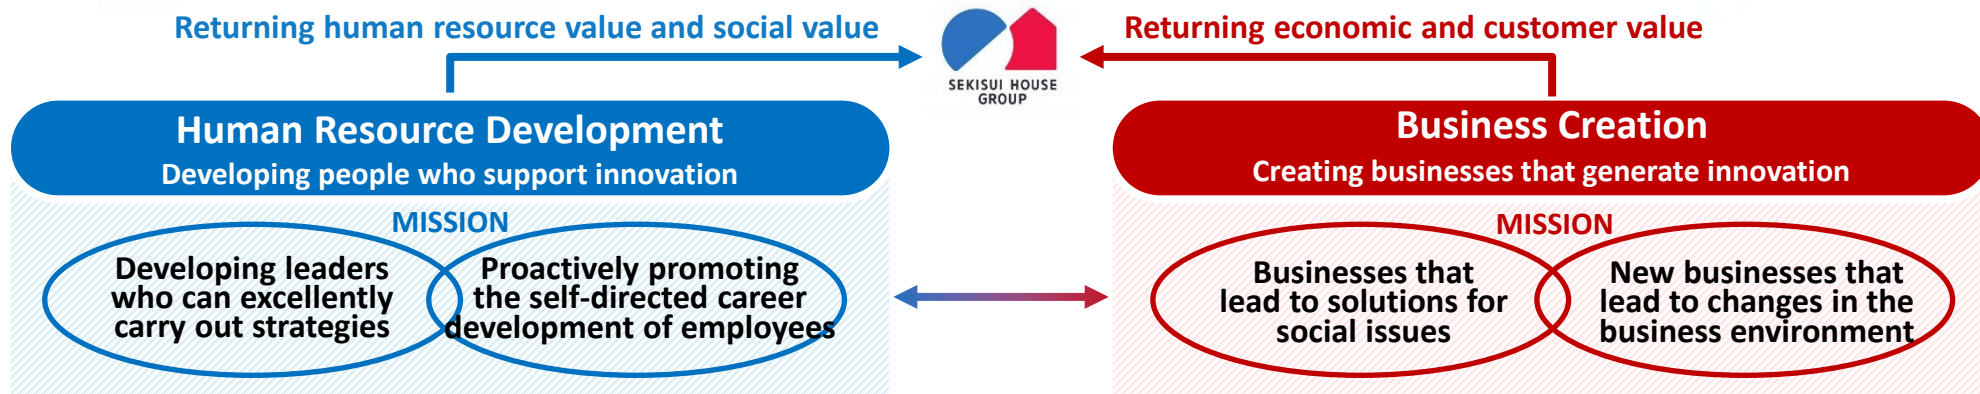 Returning human resource value and social value
SEKISUI HOUSE
GROUP
Returning economic and customer value
Human Resource Development
Developing people who support innovation
MISSION
Developing leaders
who can excellently
carry out strategies
Proactively promoting
the self-directed career
development of employees
Business Creation
Creating businesses that generate innovation
MISSION
Businesses that
lead to solutions for
social issues
New businesses that
lead to changes in the
business environment